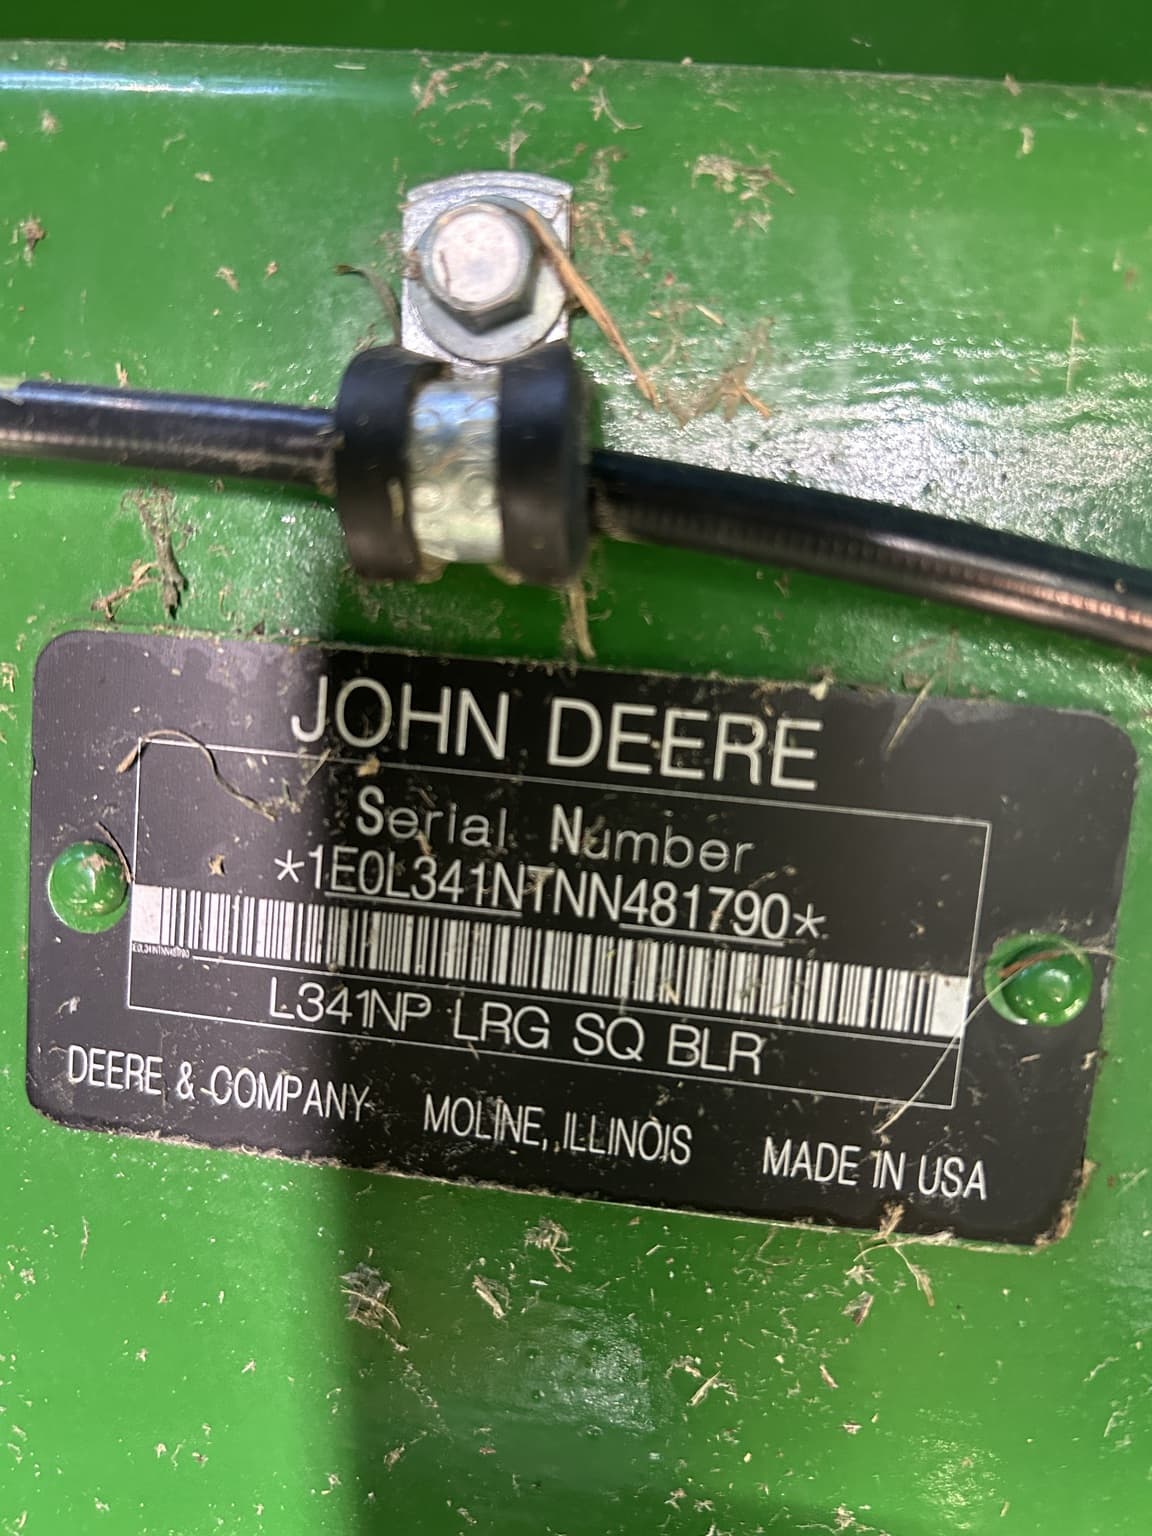 JOHN DEERE
Serial Number
*1E0L341NTNN481790*
L341NP LRG SQ BLR
DEERE & COMPANY MOLINE, ILLINOIS MADE IN USA